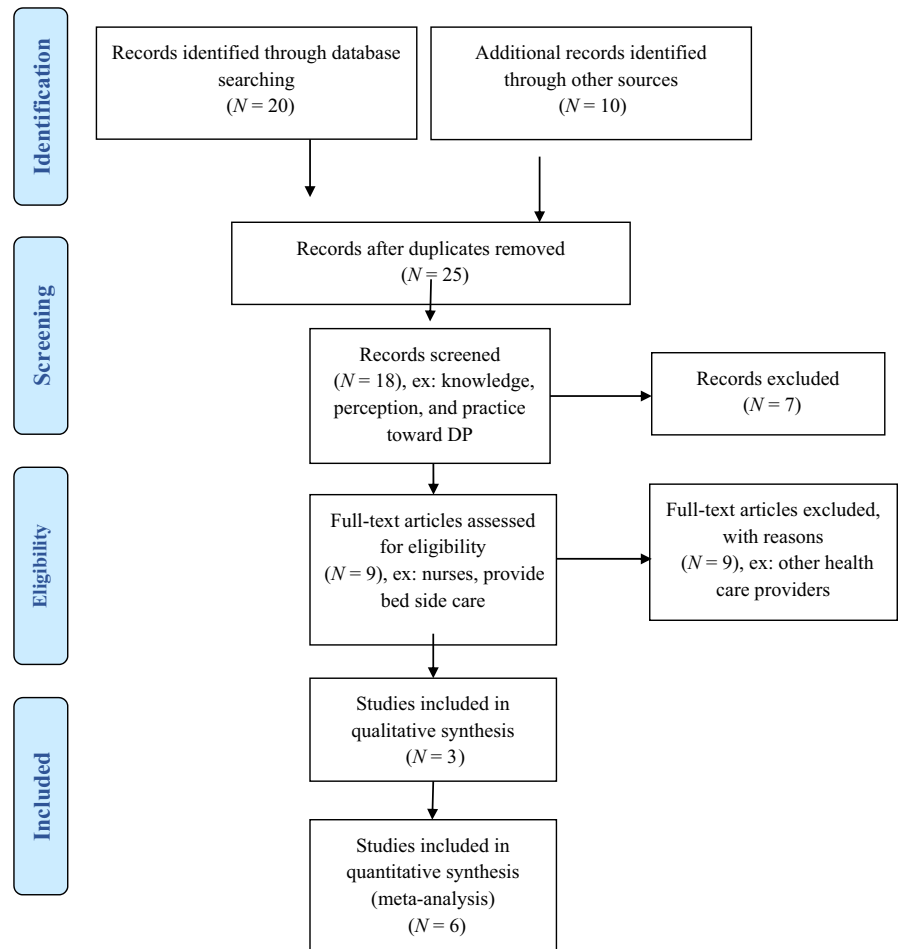 Identification
Records identified through database
searching
(N = 20)
Additional records identified
through other sources
(N = 10)
Screening
Records after duplicates removed
(N = 25)
Records screened
(N = 18), ex: knowledge,
perception, and practice
toward DP
Records excluded
(N = 7)
Eligibility
Full-text articles assessed
for eligibility
(N = 9), ex: nurses, provide
bed side care
Full-text articles excluded,
with reasons
(N = 9), ex: other health
care providers
Included
Studies included in
qualitative synthesis
(N = 3)
Studies included in
quantitative synthesis
(meta-analysis)
(N = 6)